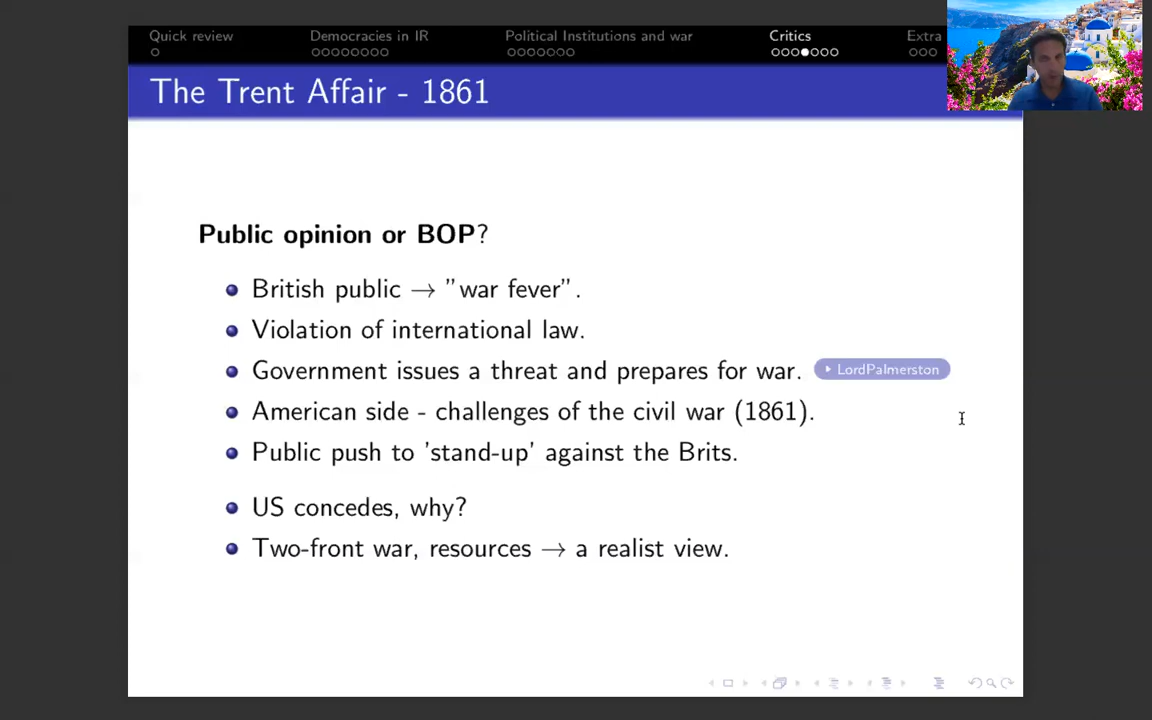 Quick review
Democracies in IR
Political Institutions and war
Critics
Extra
The Trent Affair - 1861
Public opinion or BOP?
British public → "war fever".
Violation of international law.
Government issues a threat and prepares for war. LordPalmerston
American side - challenges of the civil war (1861).
Public push to 'stand-up' against the Brits.
US concedes, why?
Two-front war, resources → a realist view.